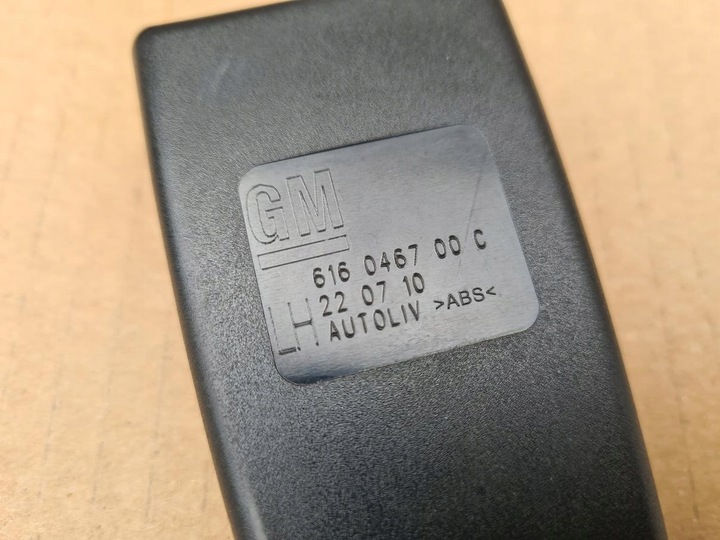 GM
616 0467 00 C
22 07 10
LH
AUTOLIV >ABS<